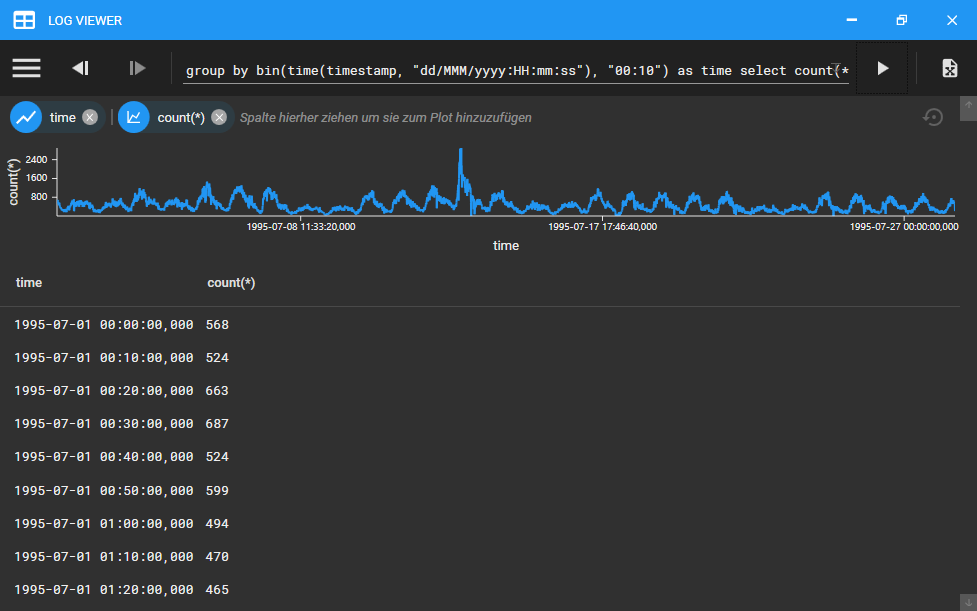 LOG VIEWER
group by bin(time(timestamp, "dd/MMM/yyyy:HH:mm:ss"), "00:10") as time select count(*
time count(*) Spalte hierher ziehen um sie zum Plot hinzuzufügen
count(*)
2400
1600
800
1995-07-08 11:33:20,000 1995-07-17 17:46:40,000 1995-07-27 00:00:00,000
time
time count(*)
1995-07-01 00:00:00,000 568
1995-07-01 00:10:00,000 524
1995-07-01 00:20:00,000 663
1995-07-01 00:30:00,000 687
1995-07-01 00:40:00,000 524
1995-07-01 00:50:00,000 599
1995-07-01 01:00:00,000 494
1995-07-01 01:10:00,000 470
1995-07-01 01:20:00,000 465